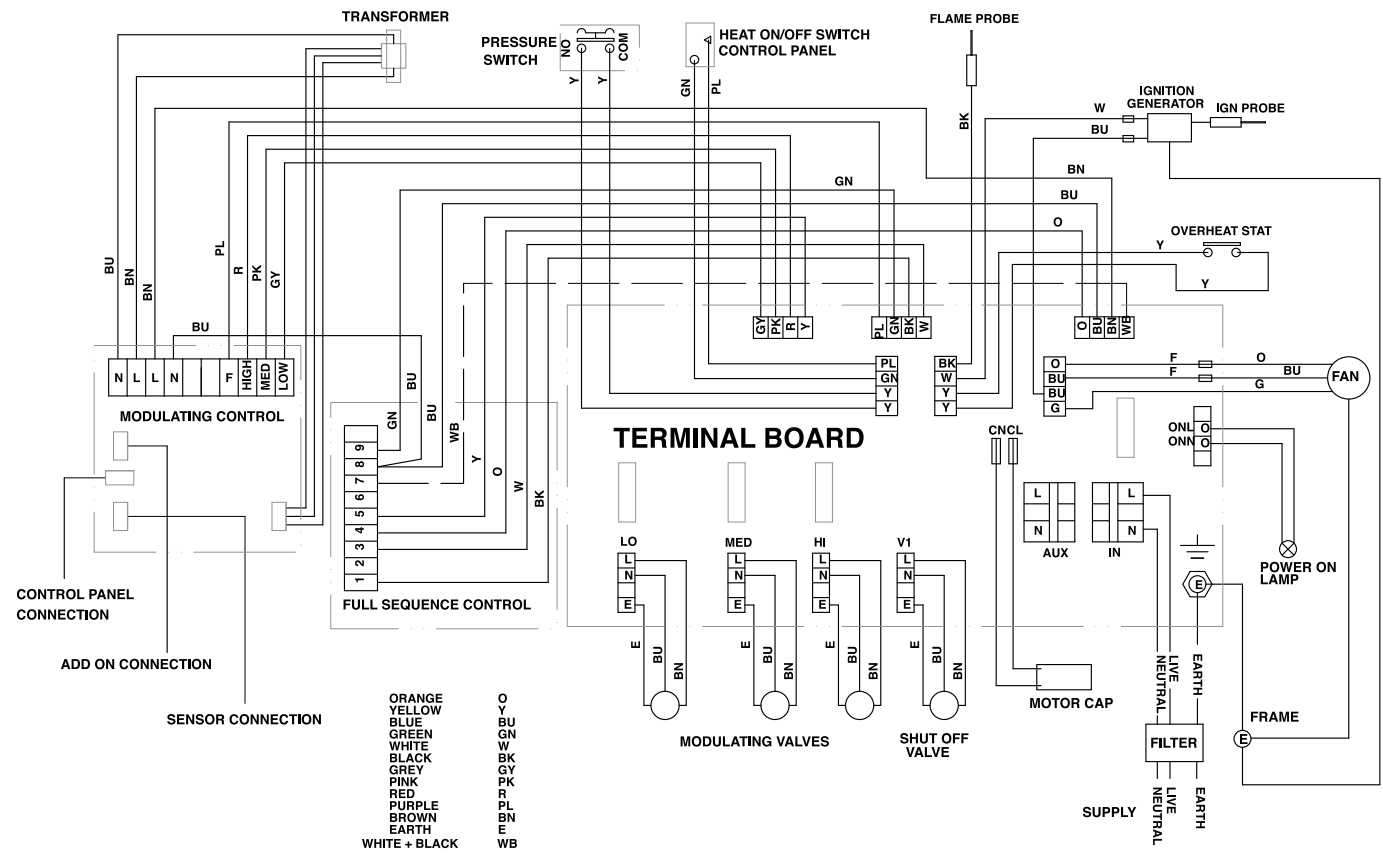 TRANSFORMER
PRESSURE
SWITCH
NO
COM
Y
Y
HEAT ON/OFF SWITCH
CONTROL PANEL
GN
PL
FLAME PROBE
BK
IGNITION
GENERATOR
IGN PROBE
W
BU
BN
GN
BU
O
OVERHEAT STAT
Y
Y
BU
BN
BN
PL
R
PK
GY
BU
N
L
L
N
F
HIGH
MED
LOW
MODULATING CONTROL
GN
BU
BU
WB
Y
O
W
BK
9
8
7
6
5
4
3
2
1
FULL SEQUENCE CONTROL
GY
PK
R
Y
PL
GN
BK
W
O
BU
BN
WB
PL
GN
Y
Y
BK
W
Y
Y
O
BU
BU
G
F
F
O
BU
G
FAN
TERMINAL BOARD
CN
CL
ONL
O
ONN
O
L
N
AUX
L
N
IN
POWER ON
LAMP
LO
L
N
E
MED
L
N
E
HI
L
N
E
V1
L
N
E
E
BU
BN
E
BU
BN
E
BU
BN
E
BU
BN
MODULATING VALVES
SHUT OFF
VALVE
MOTOR CAP
E
NEUTRAL
LIVE
EARTH
FILTER
FRAME
E
SUPPLY
NEUTRAL
LIVE
EARTH
CONTROL PANEL
CONNECTION
ADD ON CONNECTION
SENSOR CONNECTION
ORANGE O
YELLOW Y
BLUE BU
GREEN GN
WHITE W
BLACK BK
GREY GY
PINK PK
RED R
PURPLE PL
BROWN BN
EARTH E
WHITE + BLACK WB